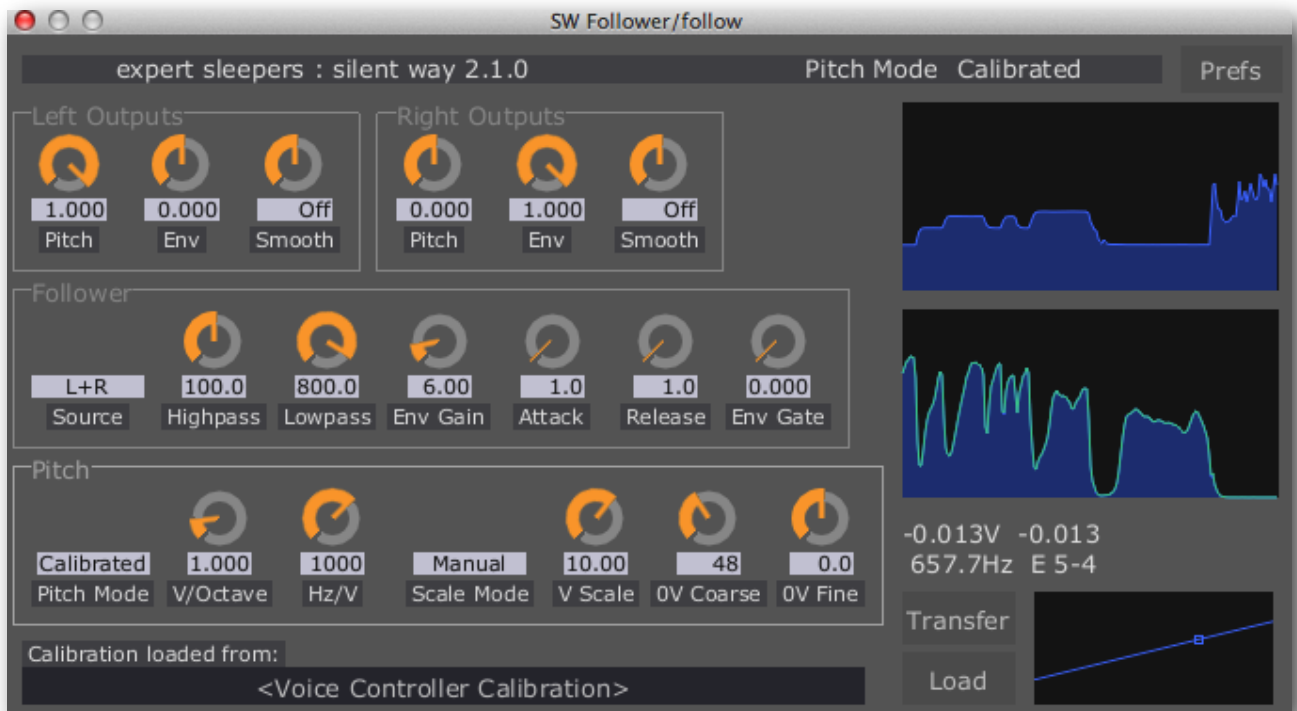 SW Follower/follow
expert sleepers : silent way 2.1.0 Pitch Mode Calibrated Prefs
Left Outputs Right Outputs
1.000 0.000 Off 0.000 1.000 Off
Pitch Env Smooth Pitch Env Smooth
Follower
L+R 100.0 800.0 6.00 1.0 1.0 0.000
Source Highpass Lowpass Env Gain Attack Release Env Gate
Pitch
Calibrated 1.000 1000 Manual 10.00 48 0.0
Pitch Mode V/Octave Hz/V Scale Mode V Scale 0V Coarse 0V Fine
-0.013V -0.013
657.7Hz E 5-4
Transfer
Load
Calibration loaded from:
<Voice Controller Calibration>